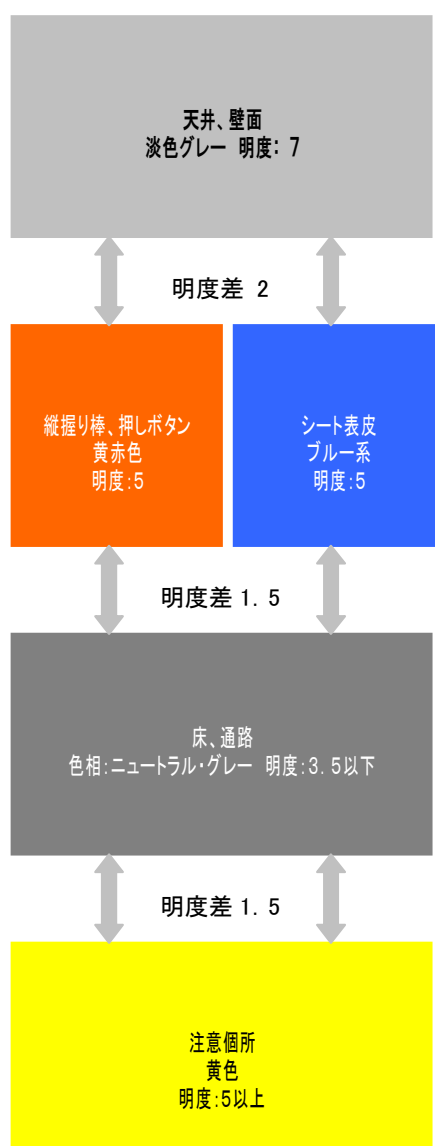 天井、壁面
淡色グレー 明度: 7
明度差 2
縦握り棒、押しボタン
黄赤色
明度:5
シート表皮
ブルー系
明度:5
明度差 1. 5
床、通路
色相:ニュートラル・グレー 明度:3. 5以下
明度差 1. 5
注意個所
黄色
明度:5以上